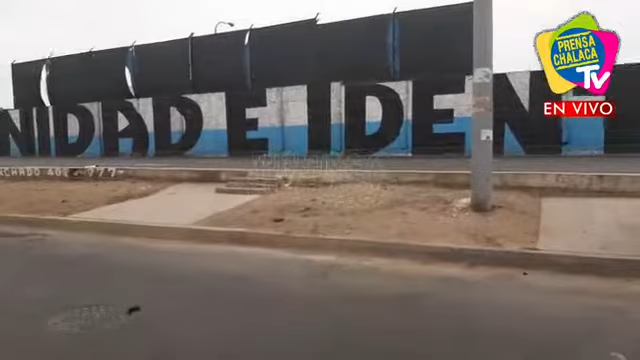 PRENSA
CHALACA
TV
EN VIVO
NIDAD E IDEN